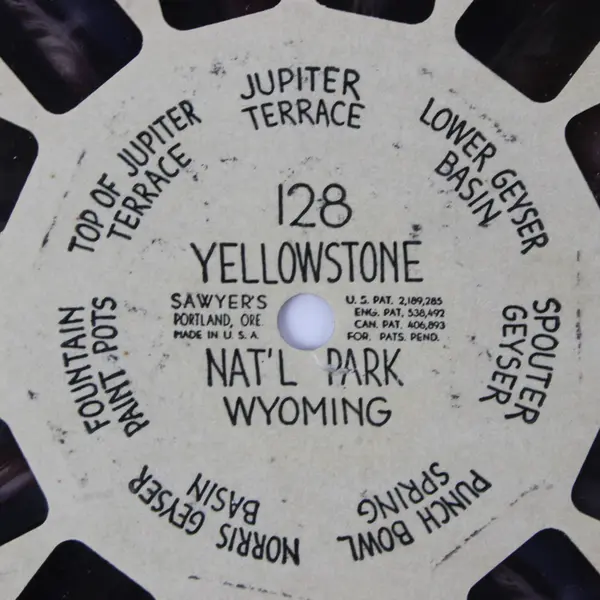 JUPITER
TERRACE
LOWER GEYSER
BASIN
SPOUTER
GEYSER
PUNCH BOWL
SPRING
NORRIS GEYSER
BASIN
FOUNTAIN
PAINT POTS
TOP OF JUPITER
TERRACE
128
YELLOWSTONE
SAWYER'S
PORTLAND, ORE.
MADE IN U. S. A.
U. S. PAT. 2,189,285
ENG. PAT. 538,492
CAN. PAT. 406,893
FOR. PATS. PEND.
NAT'L PARK
WYOMING